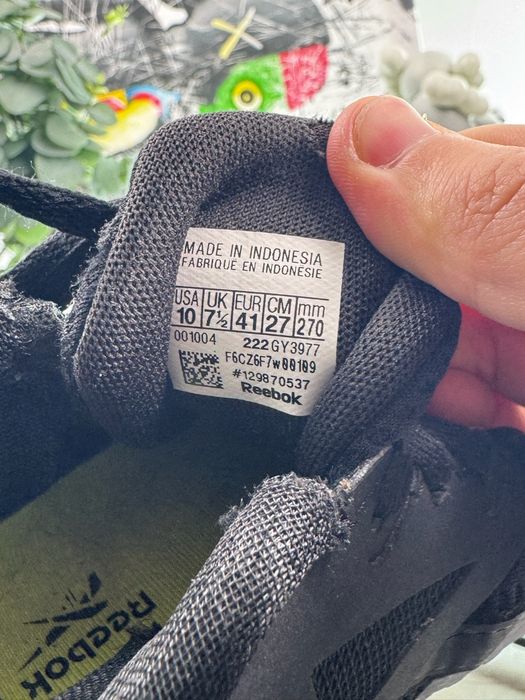 MADE IN INDONESIA
FABRIQUÉ EN INDONESIE
USA UK EUR CM mm
10 7½ 41 27 270
001004 222 GY3977
F6CZ6F7w00109
#129870537
Reebok
Reebok